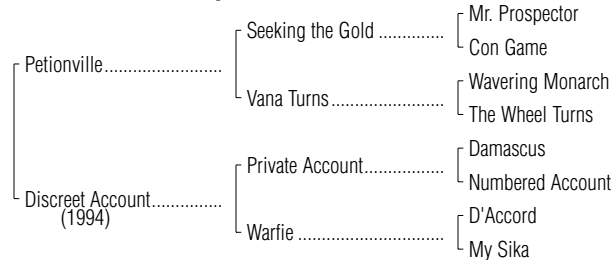 Mr. Prospector
Seeking the Gold ..............
Con Game
Petionville.........................
Wavering Monarch
Vana Turns........................
The Wheel Turns
Damascus
Private Account.................
Numbered Account
Discreet Account...............
(1994)
D'Accord
Warfie ...............................
My Sika